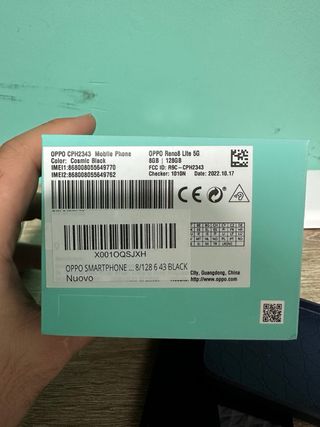 OPPO CPH2343 Mobile Phone
Color: Cosmic Black
IMEI1:868008055649770
IMEI2:868008055649762
OPPO Reno8 Lite 5G
8GB | 128GB
FCC ID: R9C-CPH2343
Checker: 1010N Date: 2022.10.17
CE
X001OQSJXH
OPPO SMARTPHONE ... 8/128 6 43 BLACK
Nuovo
City, Guangdong, China
http://www.oppo.com